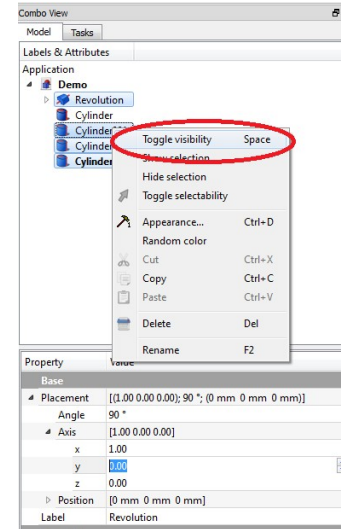 Combo View
Model Tasks
Labels & Attributes
Application
Demo
Revolution
Cylinder
Cylinder
Cylinde
Cylinder
Toggle visibility Space
Show selection
Hide selection
Toggle selectability
Appearance... Ctrl+D
Random color
Cut Ctrl+X
Copy Ctrl+C
Paste Ctrl+V
Delete Del
Rename F2
Property Value
Base
Placement [(1.00 0.00 0.00); 90 °; (0 mm 0 mm 0 mm)]
Angle 90 °
Axis [1.00 0.00 0.00]
x 1.00
y 0.00
z 0.00
Position [0 mm 0 mm 0 mm]
Label Revolution